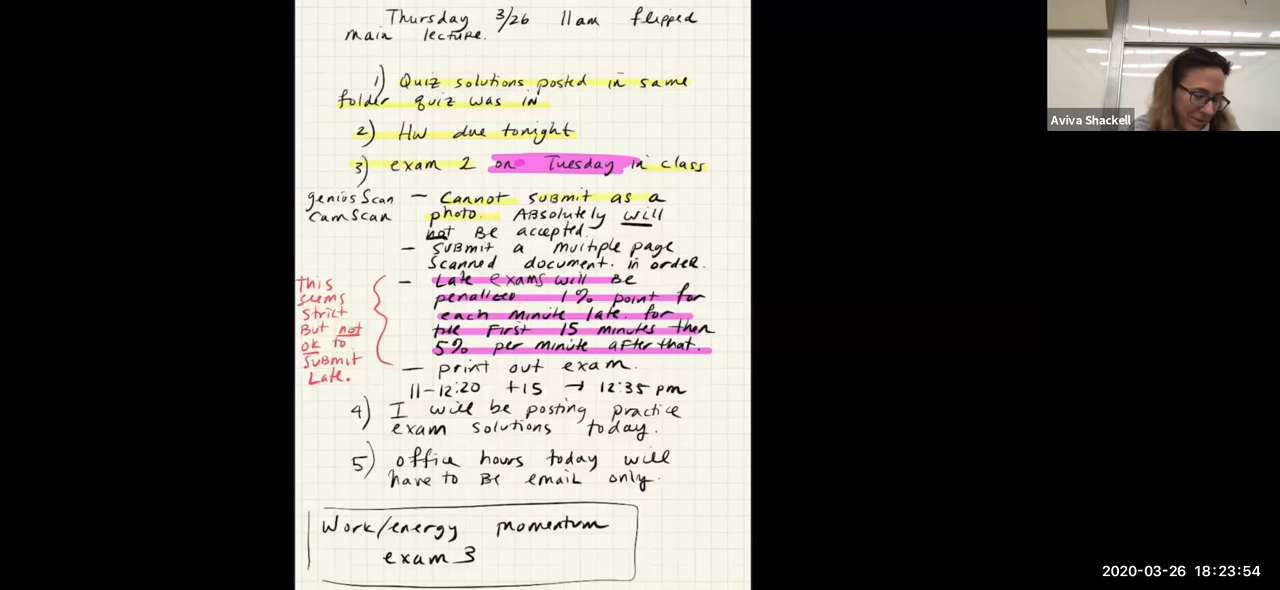 Thursday 3/26 11am flipped
main lecture.
1) Quiz solutions posted in same
folder quiz was in
2) HW due tonight
3) exam 2 on Tuesday in class
genius scan
camscan
- Cannot submit as a
photo. Absolutely will
not be accepted.
- Submit a multiple page
scanned document. in order.
- Late exams will be
penalized 1% point for
each minute late for
the first 15 minutes then
5% per minute after that.
this
seems
strict
But not
ok to
submit
Late.
- print out exam.
11-12:20 +15 → 12:35 pm
4) I will be posting practice
exam solutions today.
5) office hours today will
have to be email only.
Work/energy momentum
exam 3
Aviva Shackell
2020-03-26 18:23:54